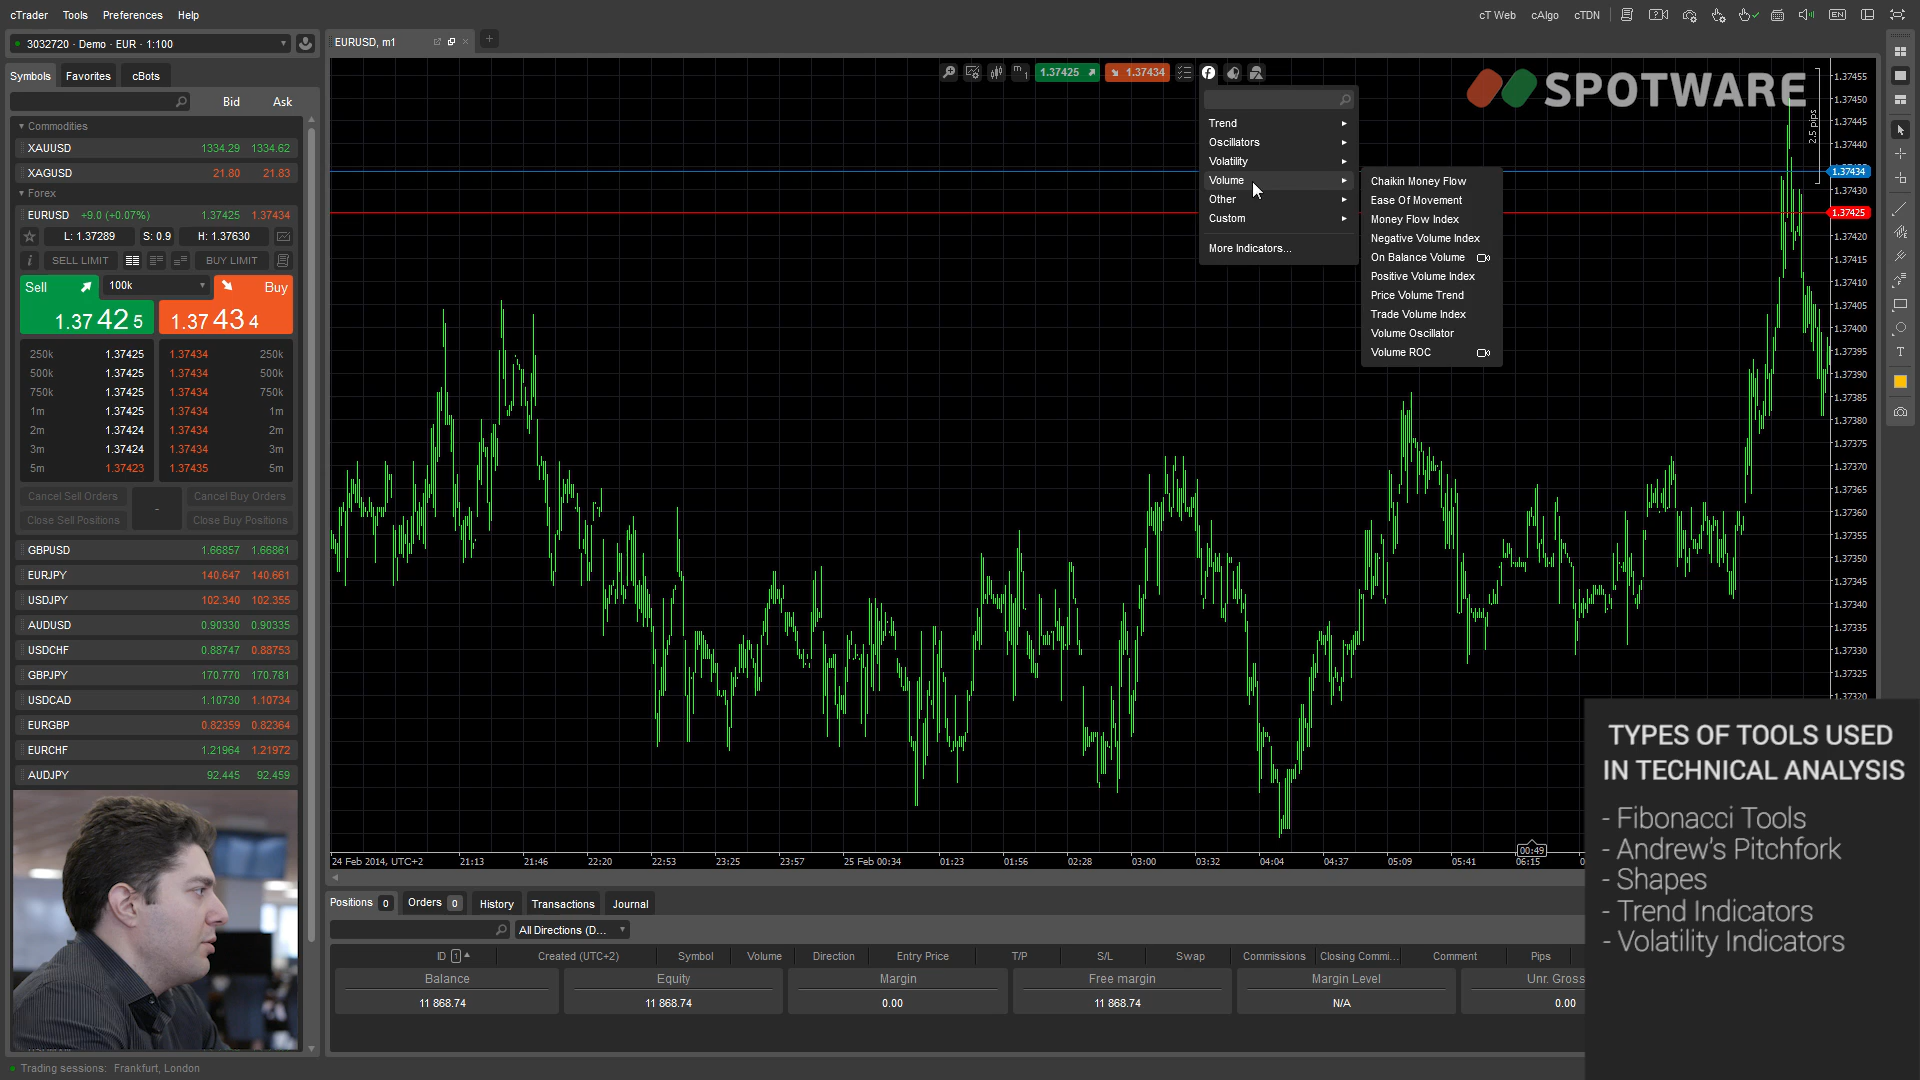 cTrader Tools Preferences Help
cT Web cAlgo cTDN EN
3032720 · Demo · EUR · 1:100
EURUSD, m1
Symbols Favorites cBots
Bid Ask
Commodities
XAUUSD 1334.29 1334.62
XAGUSD 21.80 21.83
Forex
EURUSD +9.0 (+0.07%) 1.37425 1.37434
L: 1.37289 S: 0.9 H: 1.37630
SELL LIMIT BUY LIMIT
Sell 100k Buy
1.37 42 5 1.37 43 4
250k 1.37425 1.37434 250k
500k 1.37425 1.37434 500k
750k 1.37425 1.37434 750k
1m 1.37425 1.37434 1m
2m 1.37424 1.37434 2m
3m 1.37424 1.37434 3m
5m 1.37423 1.37435 5m
Cancel Sell Orders - Cancel Buy Orders
Close Sell Positions Close Buy Positions
GBPUSD 1.66857 1.66861
EURJPY 140.647 140.661
USDJPY 102.340 102.355
AUDUSD 0.90330 0.90335
USDCHF 0.88747 0.88753
GBPJPY 170.770 170.781
USDCAD 1.10730 1.10734
EURGBP 0.82359 0.82364
EURCHF 1.21964 1.21972
AUDJPY 92.445 92.459
Trading sessions: Frankfurt, London
m1 1.37425 1.37434
Trend
Oscillators
Volatility
Volume
Other
Custom
More Indicators...
Chaikin Money Flow
Ease Of Movement
Money Flow Index
Negative Volume Index
On Balance Volume
Positive Volume Index
Price Volume Trend
Trade Volume Index
Volume Oscillator
Volume ROC
SPOTWARE
2.5 pips
1.37455
1.37450
1.37445
1.37440
1.37434
1.37430
1.37425
1.37420
1.37415
1.37410
1.37405
1.37400
1.37395
1.37390
1.37385
1.37380
1.37375
1.37370
1.37365
1.37360
1.37355
1.37350
1.37345
1.37340
1.37335
1.37330
1.37325
1.37320
T
00:49
24 Feb 2014, UTC+2 21:13 21:46 22:20 22:53 23:25 23:57 25 Feb 00:34 01:23 01:56 02:28 03:00 03:32 04:04 04:37 05:09 05:41 06:15
Positions 0 Orders 0 History Transactions Journal
All Directions (D...
ID 1 Created (UTC+2) Symbol Volume Direction Entry Price T/P S/L Swap Commissions Closing Commi... Comment Pips
Balance Equity Margin Free margin Margin Level Unr. Gross
11 868.74 11 868.74 0.00 11 868.74 N/A 0.00
TYPES OF TOOLS USED
IN TECHNICAL ANALYSIS
- Fibonacci Tools
- Andrew's Pitchfork
- Shapes
- Trend Indicators
- Volatility Indicators